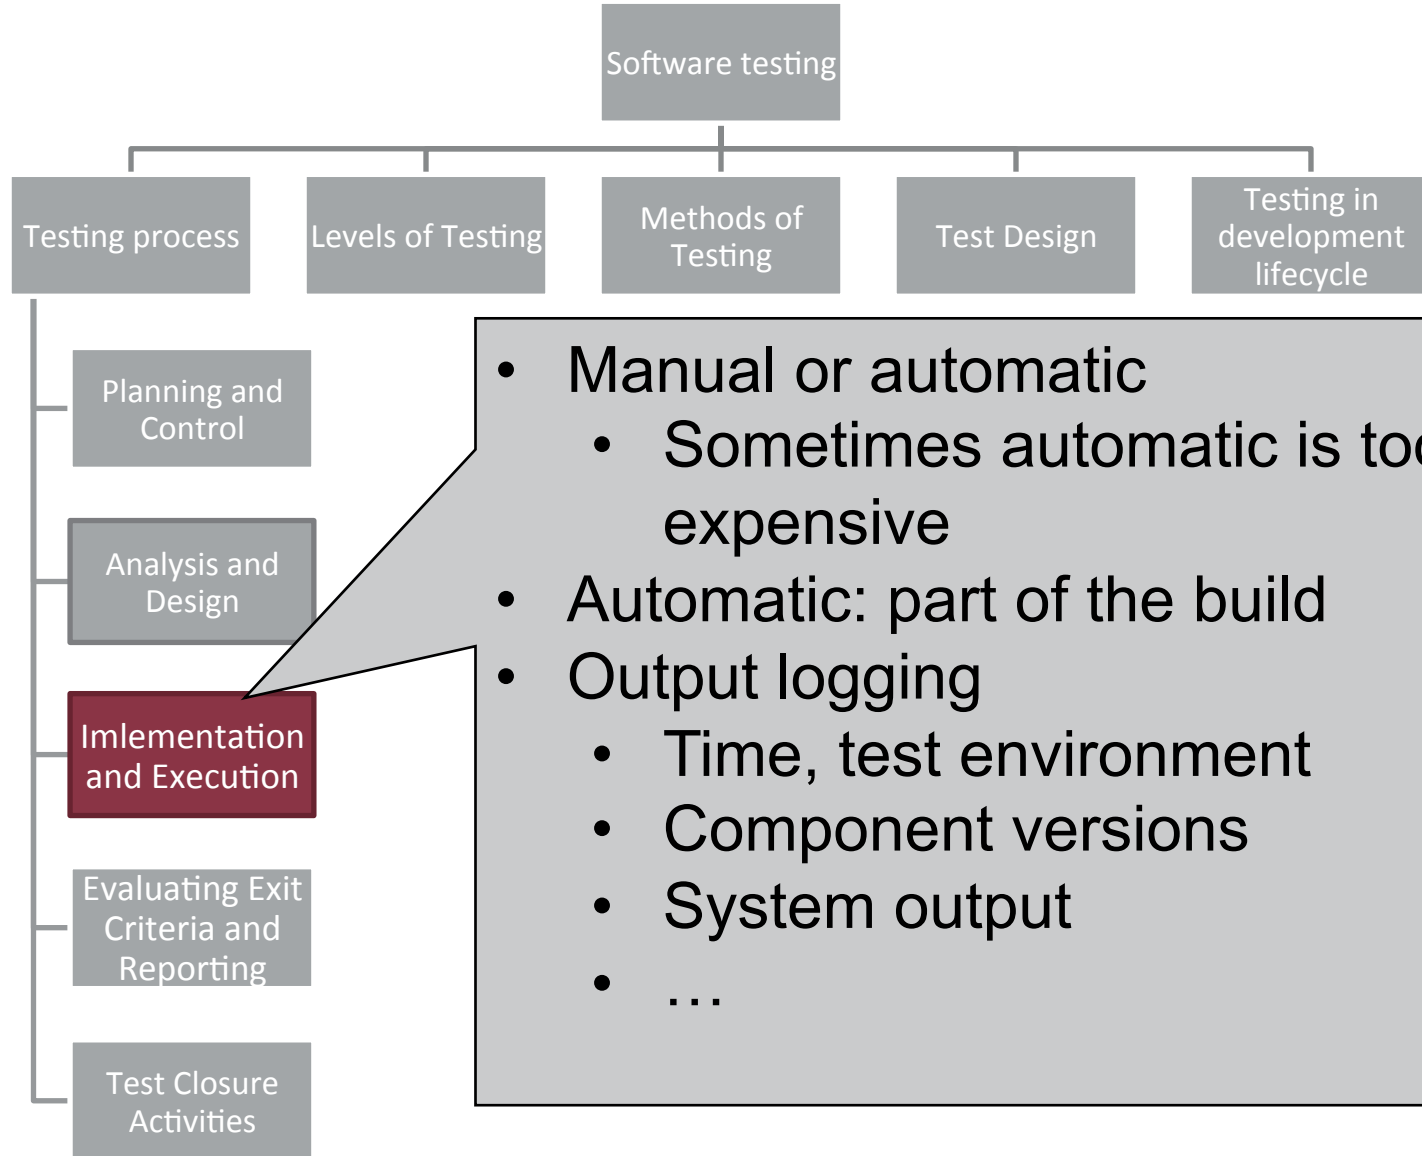 Software testing
Testing process
Levels of Testing
Methods of
Testing
Test Design
Testing in
development
lifecycle
Planning and
Control
Analysis and
Design
Imlementation
and Execution
Evaluating Exit
Criteria and
Reporting
Test Closure
Activities
• Manual or automatic
• Sometimes automatic is too
expensive
• Automatic: part of the build
• Output logging
• Time, test environment
• Component versions
• System output
• …